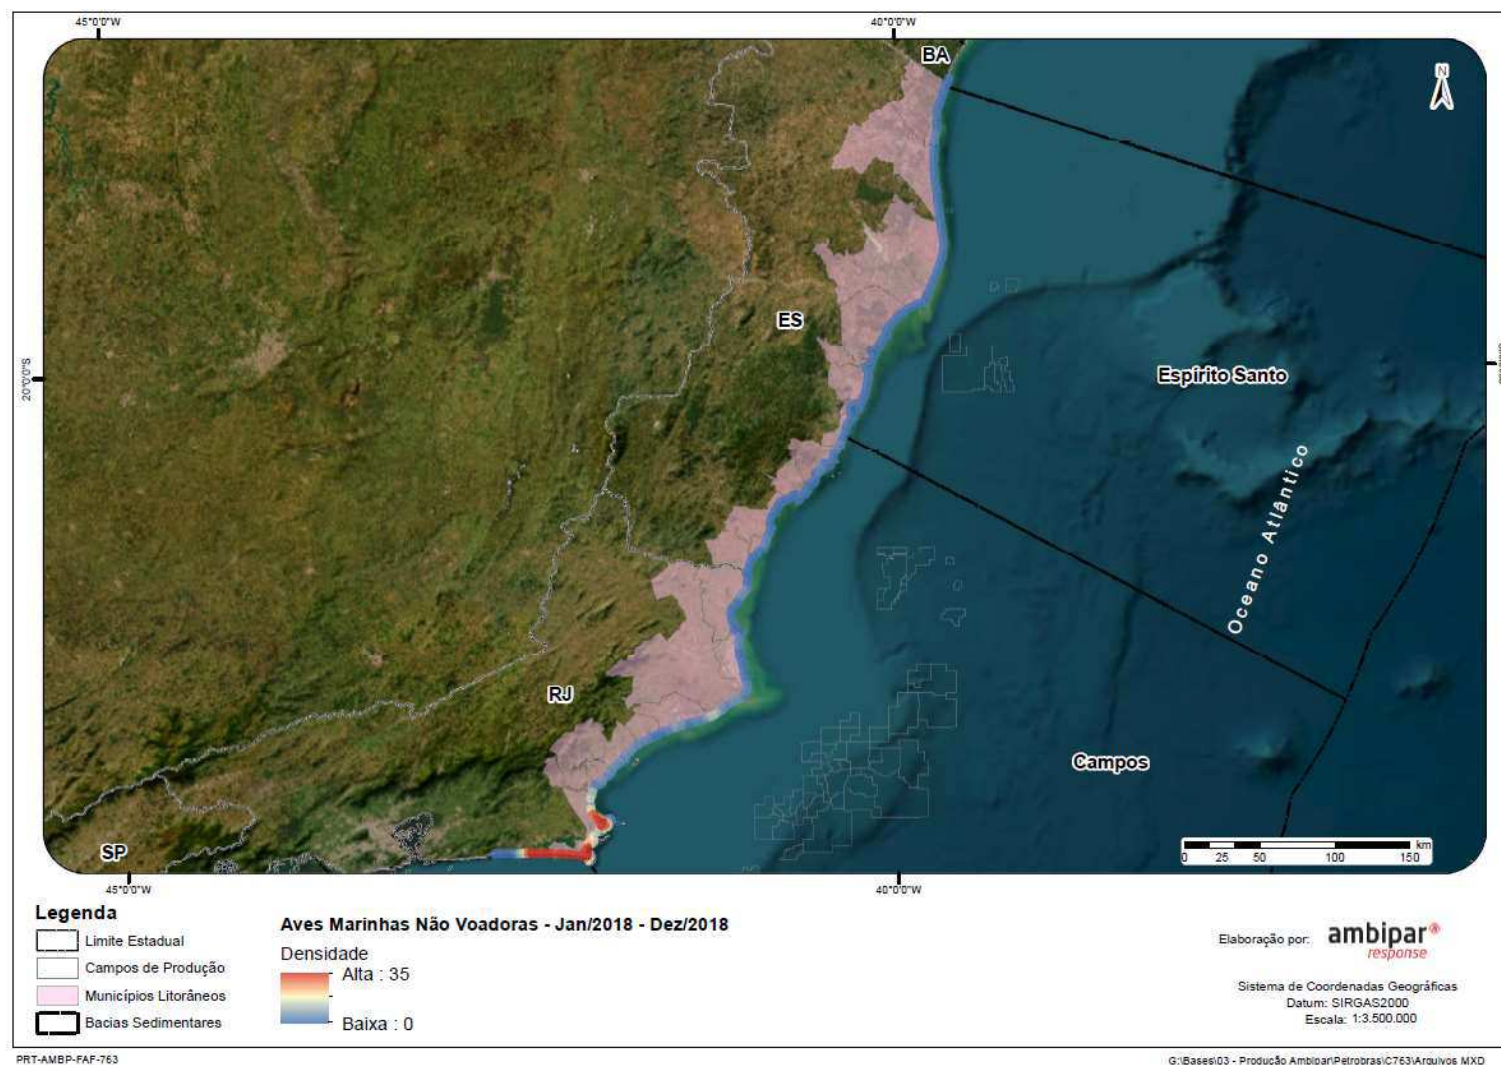 45°0'0"W
40°0'0"W
BA
N
ES
20°0'0"S
Espírito Santo
Oceano Atlântico
RJ
Campos
SP
km
0 25 50 100 150
45°0'0"W
40°0'0"W
Legenda
Limite Estadual
Campos de Produção
Municípios Litorâneos
Bacias Sedimentares
Aves Marinhas Não Voadoras - Jan/2018 - Dez/2018
Densidade
Alta : 35
Baixa : 0
Elaboração por:
ambipar®
response
Sistema de Coordenadas Geográficas
Datum: SIRGAS2000
Escala: 1:3.500.000
PRT-AMBP-FAF-763
G:\Bases\03 - Produção Ambipar\Petrobras\C763\Arquivos MXD